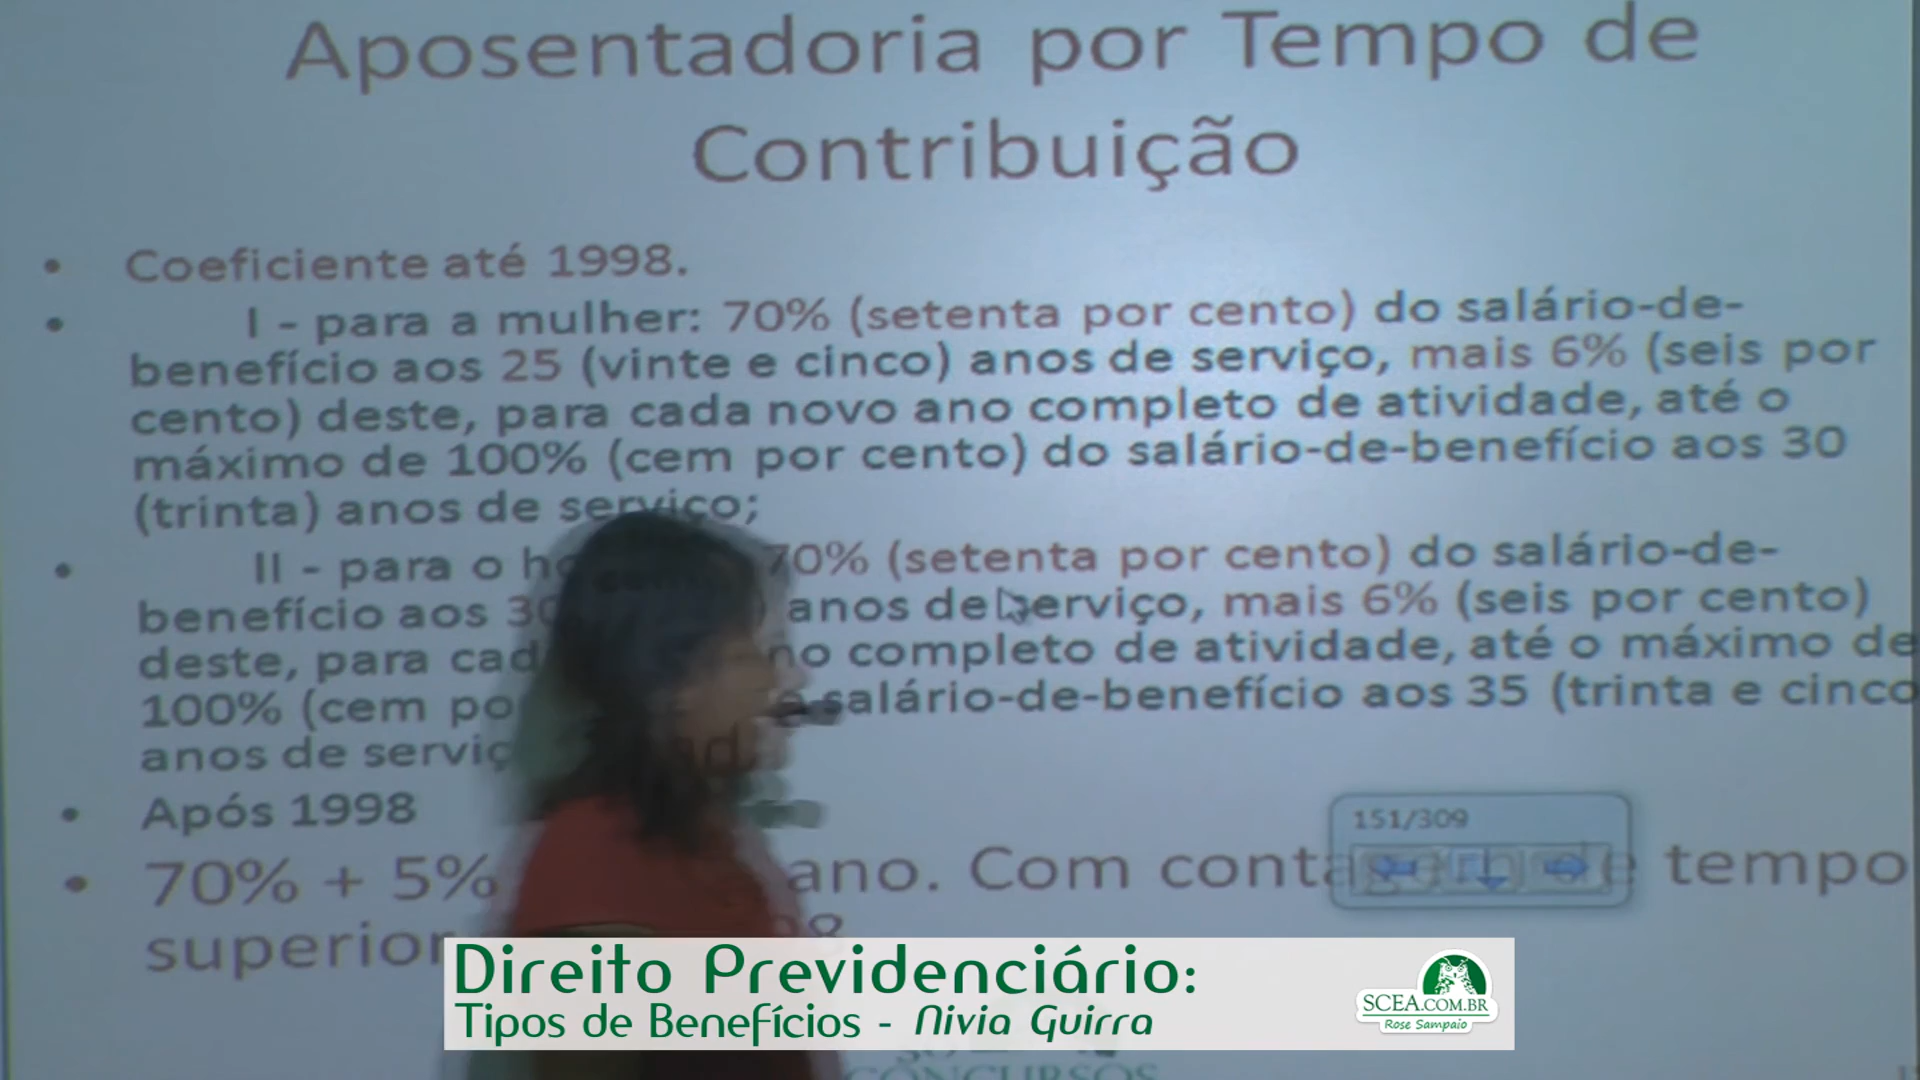 Aposentadoria por Tempo de
Contribuição
• Coeficiente até 1998.
• I - para a mulher: 70% (setenta por cento) do salário-de-
benefício aos 25 (vinte e cinco) anos de serviço, mais 6% (seis por
cento) deste, para cada novo ano completo de atividade, até o
máximo de 100% (cem por cento) do salário-de-benefício aos 30
(trinta) anos de serviço;
• II - para o 70% (setenta por cento) do salário-de-
benefício aos anos de serviço, mais 6% (seis por cento)
deste, para completo de atividade, até o máximo de
100% (cem salário-de-benefício aos 35 (trinta e cinco
anos de
• Após 1998
151/309
• 70% + 5% ano. Com de tempo
superior
Direito Previdenciário:
Tipos de Benefícios - Nivia Guirra
SCEA.COM.BR
Rose Sampaio
CONCURSOS